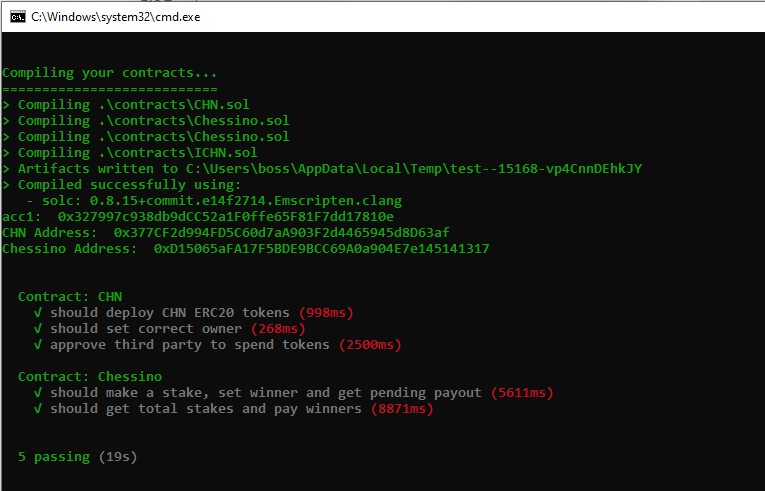 C:\Windows\system32\cmd.exe
Compiling your contracts...
===========================
> Compiling .\contracts\CHN.sol
> Compiling .\contracts\Chessino.sol
> Compiling .\contracts\Chessino.sol
> Compiling .\contracts\ICHN.sol
> Artifacts written to C:\Users\boss\AppData\Local\Temp\test--15168-vp4CnnDEhkJY
> Compiled successfully using:
   - solc: 0.8.15+commit.e14f2714.Emscripten.clang
acc1:  0x327997c938db9dCC52a1F0ffe65F81F7dd17810e
CHN Address:  0x377CF2d994FD5C60d7aA903F2d4465945d8D63af
Chessino Address:  0xD15065aFA17F5BDE9BCC69A0a904E7e145141317
  Contract: CHN
    √ should deploy CHN ERC20 tokens (998ms)
    √ should set correct owner (268ms)
    √ approve third party to spend tokens (2500ms)
  Contract: Chessino
    √ should make a stake, set winner and get pending payout (5611ms)
    √ should get total stakes and pay winners (8871ms)
  5 passing (19s)